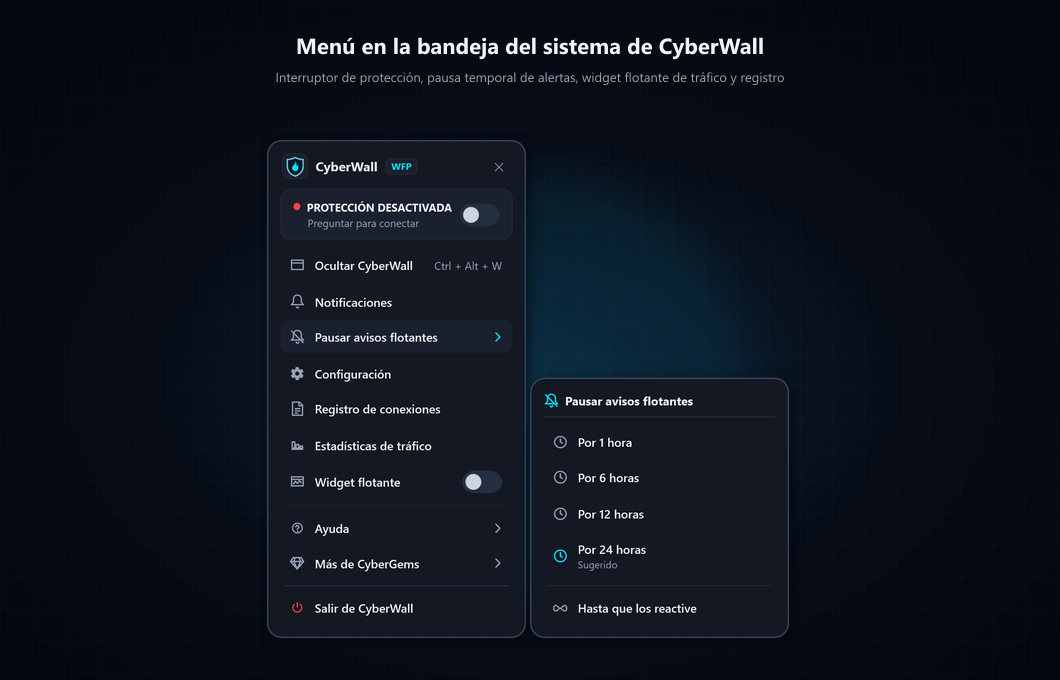 Menú en la bandeja del sistema de CyberWall
Interruptor de protección, pausa temporal de alertas, widget flotante de tráfico y registro
CyberWall WFP
PROTECCIÓN DESACTIVADA
Preguntar para conectar
Ocultar CyberWall Ctrl + Alt + W
Notificaciones
Pausar avisos flotantes
Configuración
Registro de conexiones
Estadísticas de tráfico
Widget flotante
Ayuda
Más de CyberGems
Salir de CyberWall
Pausar avisos flotantes
Por 1 hora
Por 6 horas
Por 12 horas
Por 24 horas
Sugerido
Hasta que los reactive